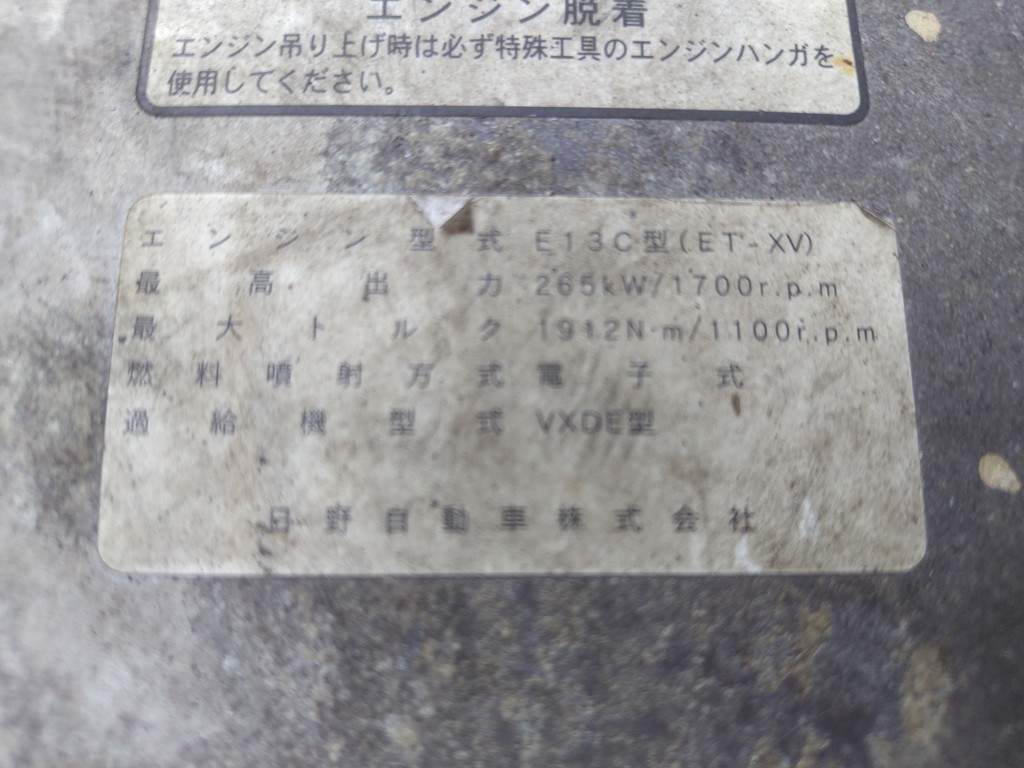 エンジン脱着
エンジン吊り上げ時は必ず特殊工具のエンジンハンガを
使用してください。
エンジン型式 E13C型(ET-XV)
最高出力 265kW/1700r.p.m
最大トルク 1912N·m/1100r.p.m
燃料噴射方式 電子式
過給機型式 VXDE型
日野自動車株式会社